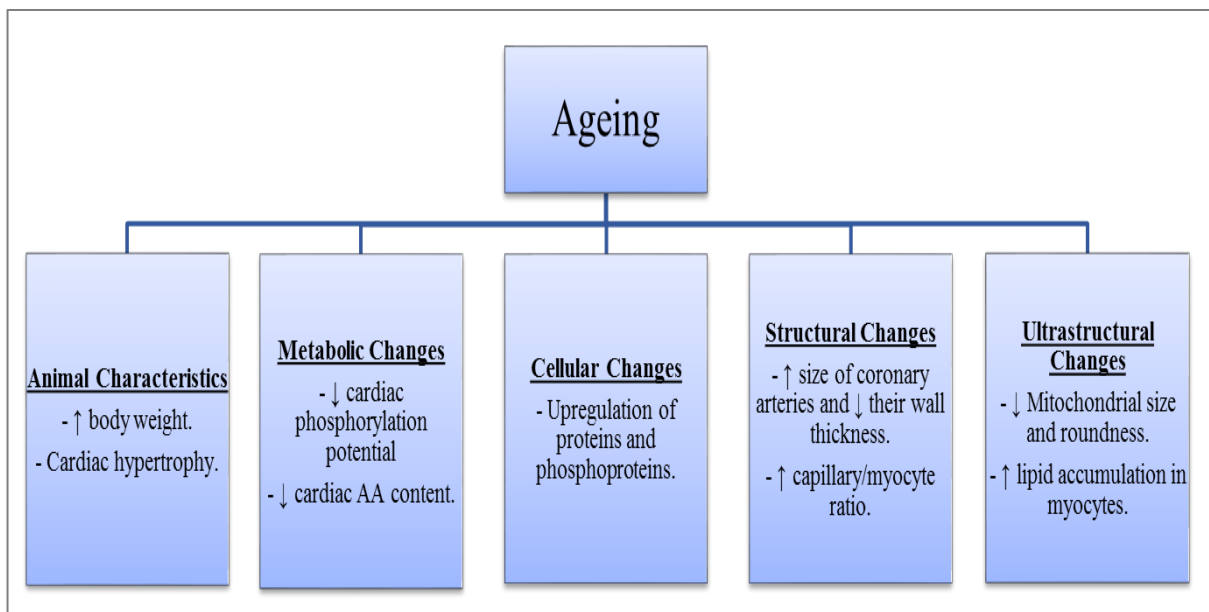 Ageing
Animal Characteristics
- ↑ body weight.
- Cardiac hypertrophy.
Metabolic Changes
- ↓ cardiac
phosphorylation
potential
- ↓ cardiac AA content.
Cellular Changes
- Upregulation of
proteins and
phosphoproteins.
Structural Changes
- ↑ size of coronary
arteries and ↓ their wall
thickness.
- ↑ capillary/myocyte
ratio.
Ultrastructural
Changes
- ↓ Mitochondrial size
and roundness.
- ↑ lipid accumulation in
myocytes.